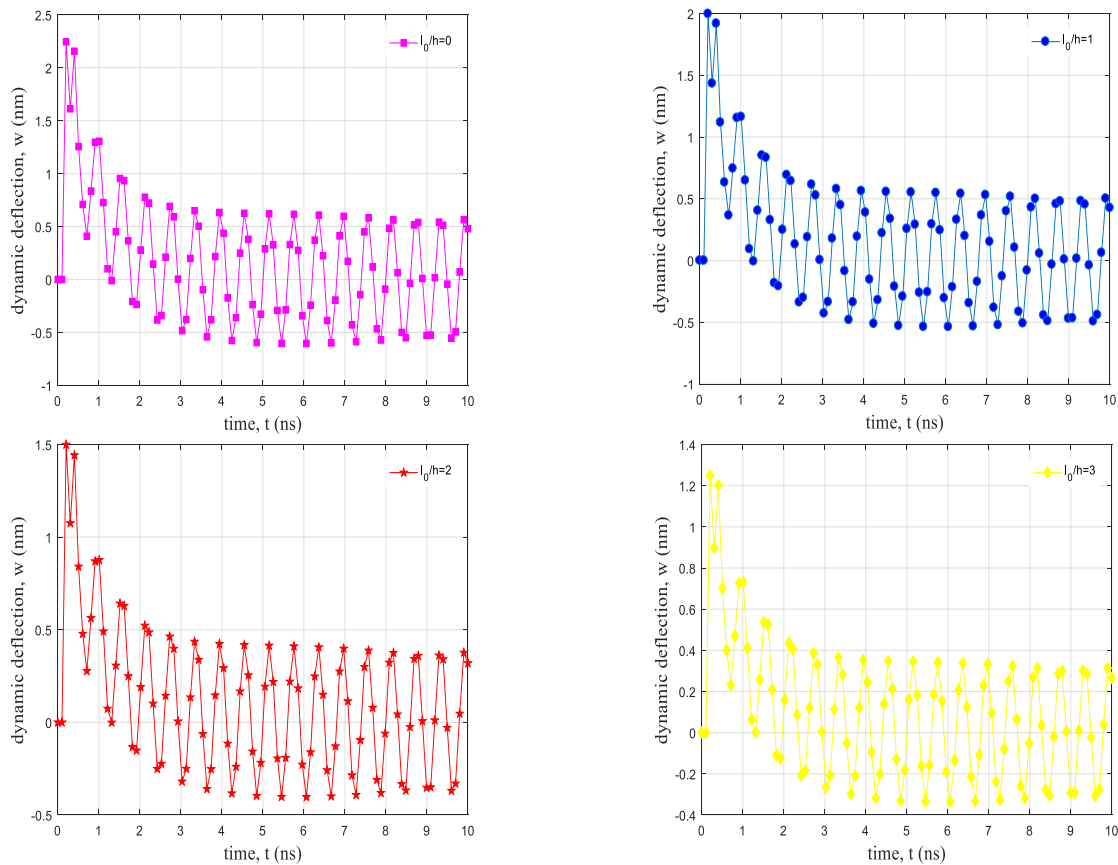 2.5
2
1.5
1
0.5
0
-0.5
-1
dynamic deflection, w (nm)
l0/h=0
0 1 2 3 4 5 6 7 8 9 10
time, t (ns)
2
1.5
1
0.5
0
-0.5
-1
dynamic deflection, w (nm)
l0/h=1
0 1 2 3 4 5 6 7 8 9 10
time, t (ns)
1.5
1
0.5
0
-0.5
dynamic deflection, w (nm)
l0/h=2
0 1 2 3 4 5 6 7 8 9 10
time, t (ns)
1.4
1.2
1
0.8
0.6
0.4
0.2
0
-0.2
-0.4
dynamic deflection, w (nm)
l0/h=3
0 1 2 3 4 5 6 7 8 9 10
time, t (ns)